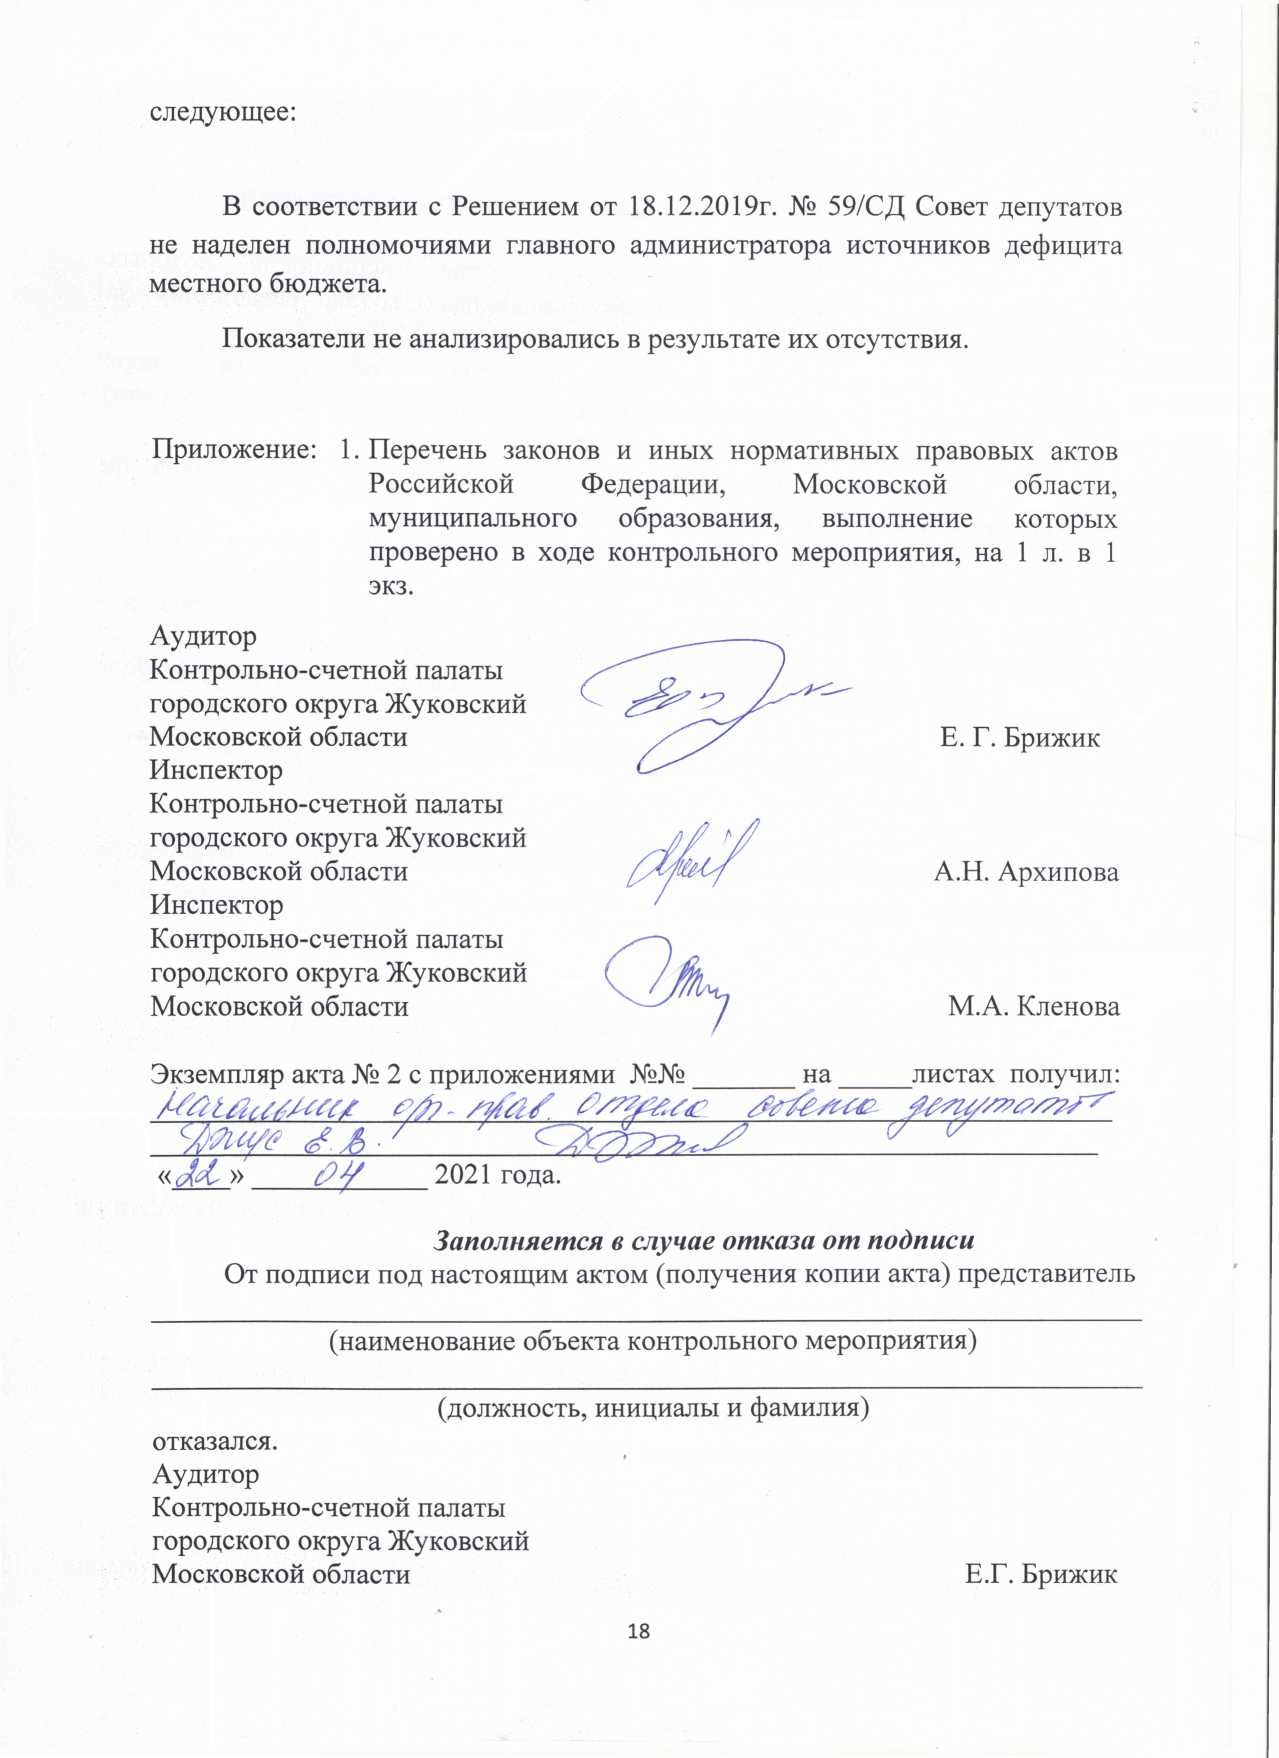 следующее:
В соответствии с Решением от 18.12.2019г. № 59/СД Совет депутатов
не наделен полномочиями главного администратора источников дефицита
местного бюджета.
Показатели не анализировались в результате их отсутствия.
Приложение: 1. Перечень законов и иных нормативных правовых актов
Российской Федерации, Московской области,
муниципального образования, выполнение которых
проверено в ходе контрольного мероприятия, на 1 л. в 1
экз.
Аудитор
Контрольно-счетной палаты
городского округа Жуковский
Московской области Е. Г. Брижик
Инспектор
Контрольно-счетной палаты
городского округа Жуковский
Московской области А.Н. Архипова
Инспектор
Контрольно-счетной палаты
городского округа Жуковский
Московской области М.А. Кленова
Экземпляр акта № 2 с приложениями №№ _______ на _____листах получил:
Начальник орг-прав. отдела Совета депутатов
Е.В.
«22» 04 2021 года.
Заполняется в случае отказа от подписи
От подписи под настоящим актом (получения копии акта) представитель
(наименование объекта контрольного мероприятия)
(должность, инициалы и фамилия)
отказался.
Аудитор
Контрольно-счетной палаты
городского округа Жуковский
Московской области Е.Г. Брижик
18